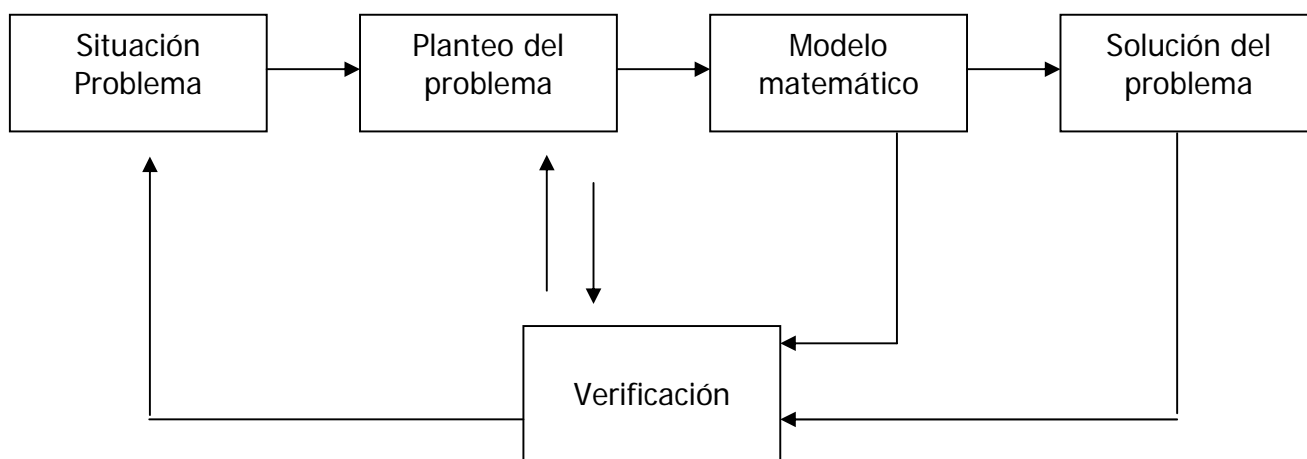 Situación
Problema
Planteo del
problema
Modelo
matemático
Solución del
problema
Verificación